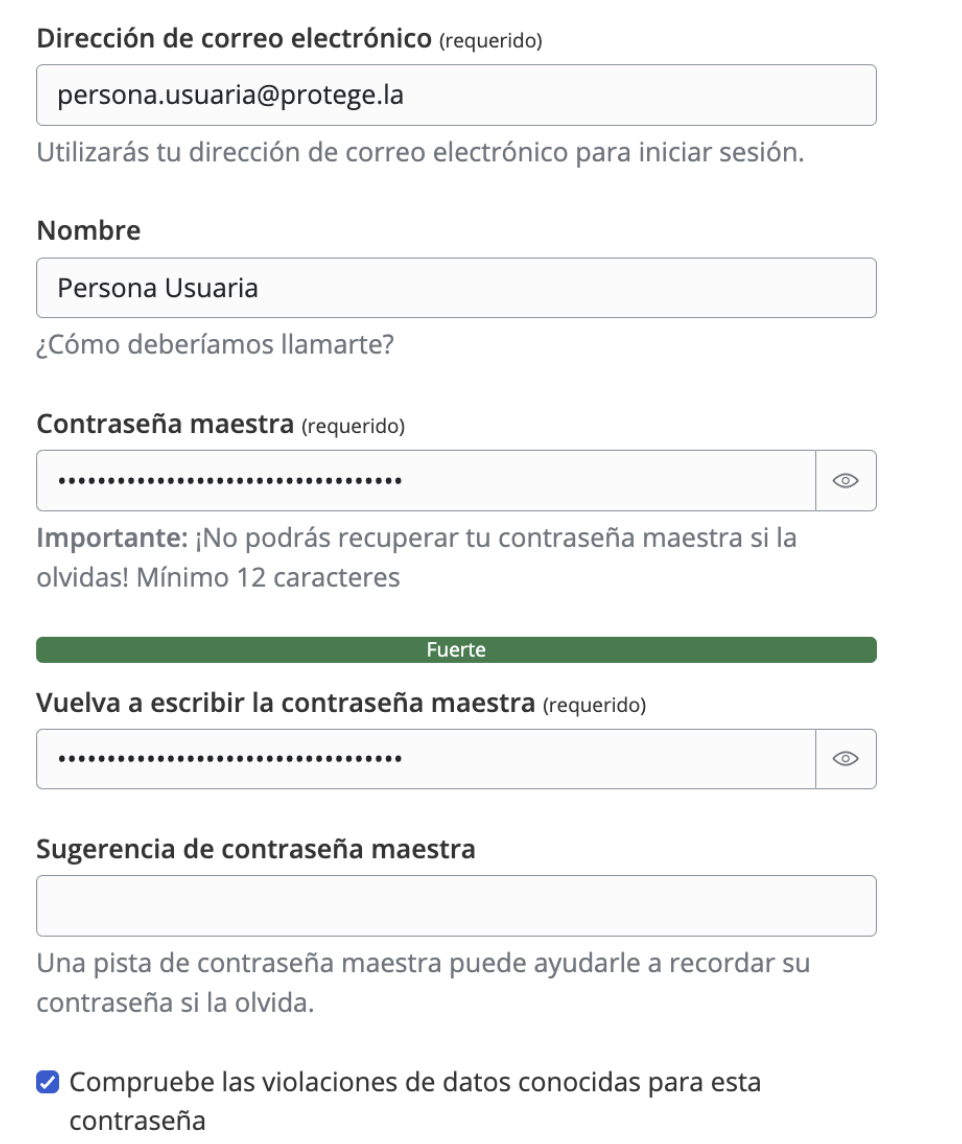 Dirección de correo electrónico (requerido)
persona.usuaria@protege.la
Utilizarás tu dirección de correo electrónico para iniciar sesión.
Nombre
Persona Usuaria
¿Cómo deberíamos llamarte?
Contraseña maestra (requerido)
•••••••••••••••••••••••••••••••••••
Importante: ¡No podrás recuperar tu contraseña maestra si la
olvidas! Mínimo 12 caracteres
Fuerte
Vuelva a escribir la contraseña maestra (requerido)
•••••••••••••••••••••••••••••••••••
Sugerencia de contraseña maestra
Una pista de contraseña maestra puede ayudarle a recordar su
contraseña si la olvida.
Compruebe las violaciones de datos conocidas para esta
contraseña